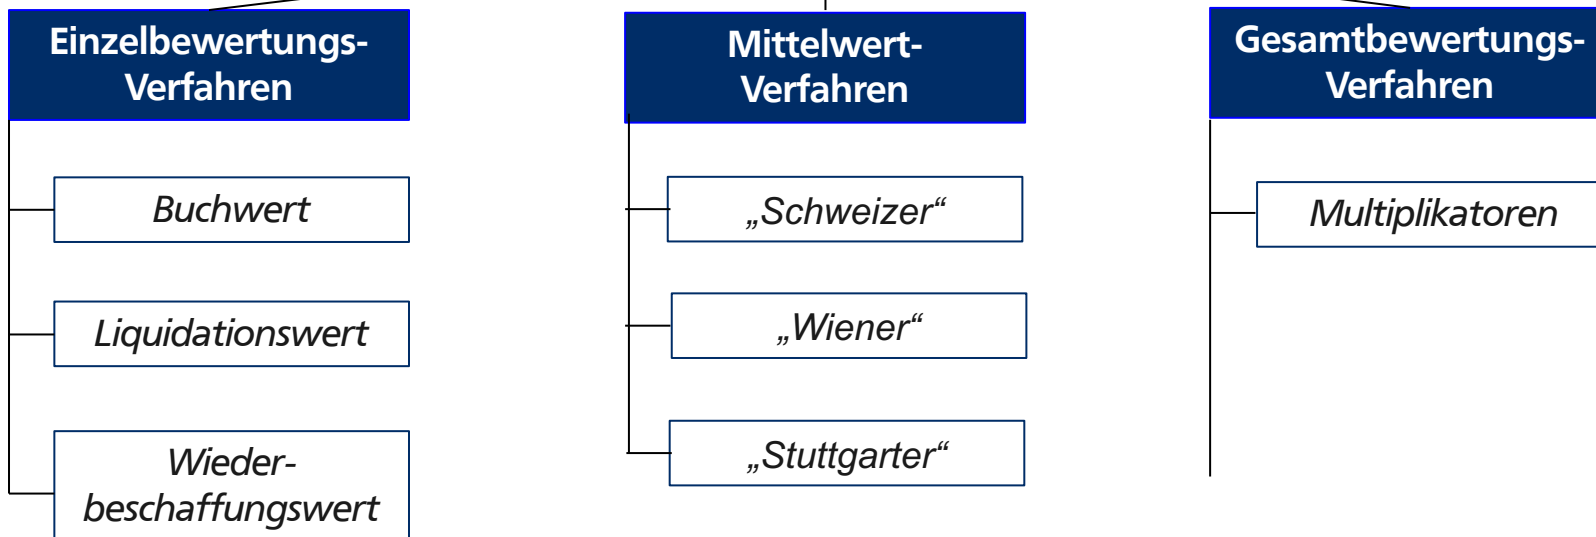 Einzelbewertungs-
Verfahren
Buchwert
Liquidationswert
Wieder-
beschaffungswert
Mittelwert-
Verfahren
„Schweizer“
„Wiener“
„Stuttgarter“
Gesamtbewertungs-
Verfahren
Multiplikatoren